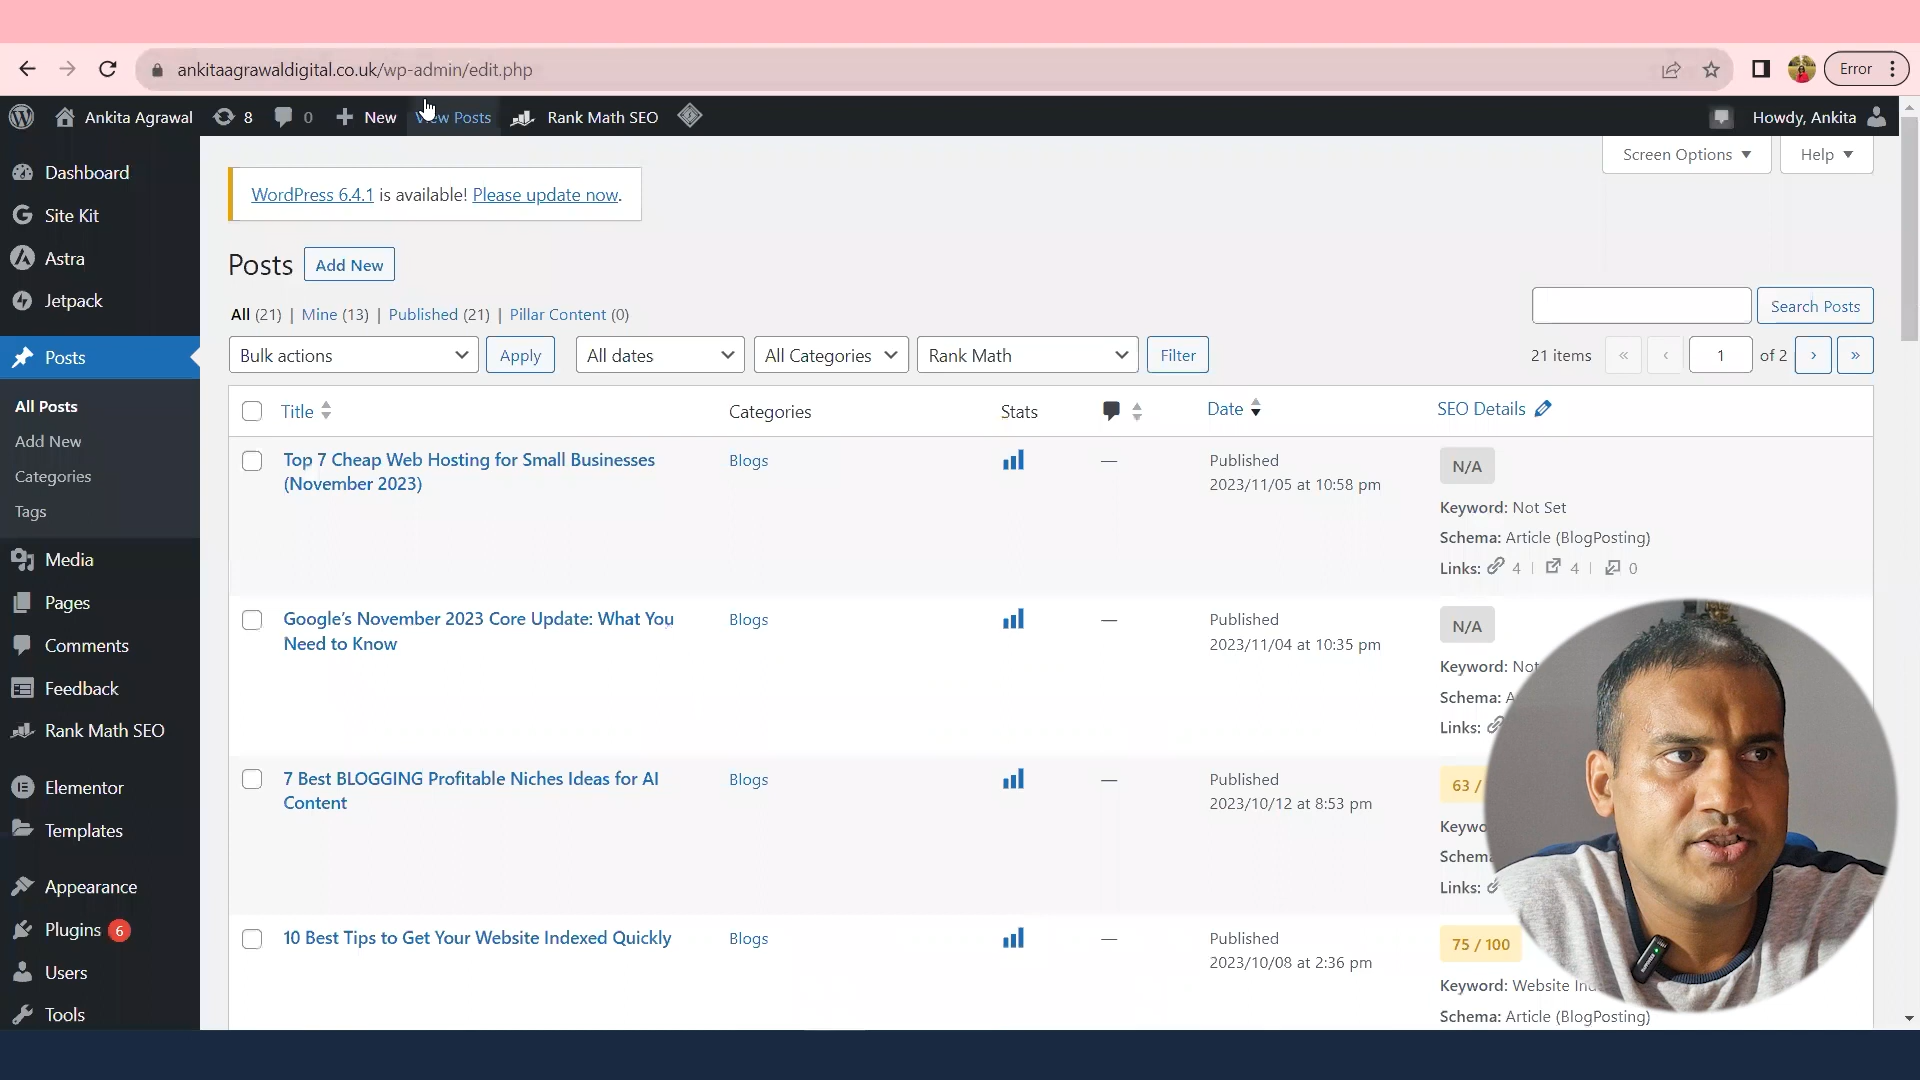 ankitaagrawaldigital.co.uk/wp-admin/edit.php
Error
Ankita Agrawal 8 0 New View Posts Rank Math SEO Howdy, Ankita
Screen Options Help
WordPress 6.4.1 is available! Please update now.
Dashboard
Site Kit
Astra
Jetpack
Posts
All Posts
Add New
Categories
Tags
Media
Pages
Comments
Feedback
Rank Math SEO
Elementor
Templates
Appearance
Plugins 6
Users
Tools
Posts Add New
All (21) | Mine (13) | Published (21) | Pillar Content (0)
Search Posts
Bulk actions Apply All dates All Categories Rank Math Filter
21 items « ‹ 1 of 2 › »
Title Categories Stats Date SEO Details
Top 7 Cheap Web Hosting for Small Businesses
(November 2023)
Blogs
—
Published
2023/11/05 at 10:58 pm
N/A
Keyword: Not Set
Schema: Article (BlogPosting)
Links: 4 | 4 | 0
Google’s November 2023 Core Update: What You
Need to Know
Blogs
—
Published
2023/11/04 at 10:35 pm
N/A
Keyword: Not
Schema: A
Links:
7 Best BLOGGING Profitable Niches Ideas for AI
Content
Blogs
—
Published
2023/10/12 at 8:53 pm
63 /
Keywo
Schema
Links:
10 Best Tips to Get Your Website Indexed Quickly
Blogs
—
Published
2023/10/08 at 2:36 pm
75 / 100
Keyword: Website Ind
Schema: Article (BlogPosting)